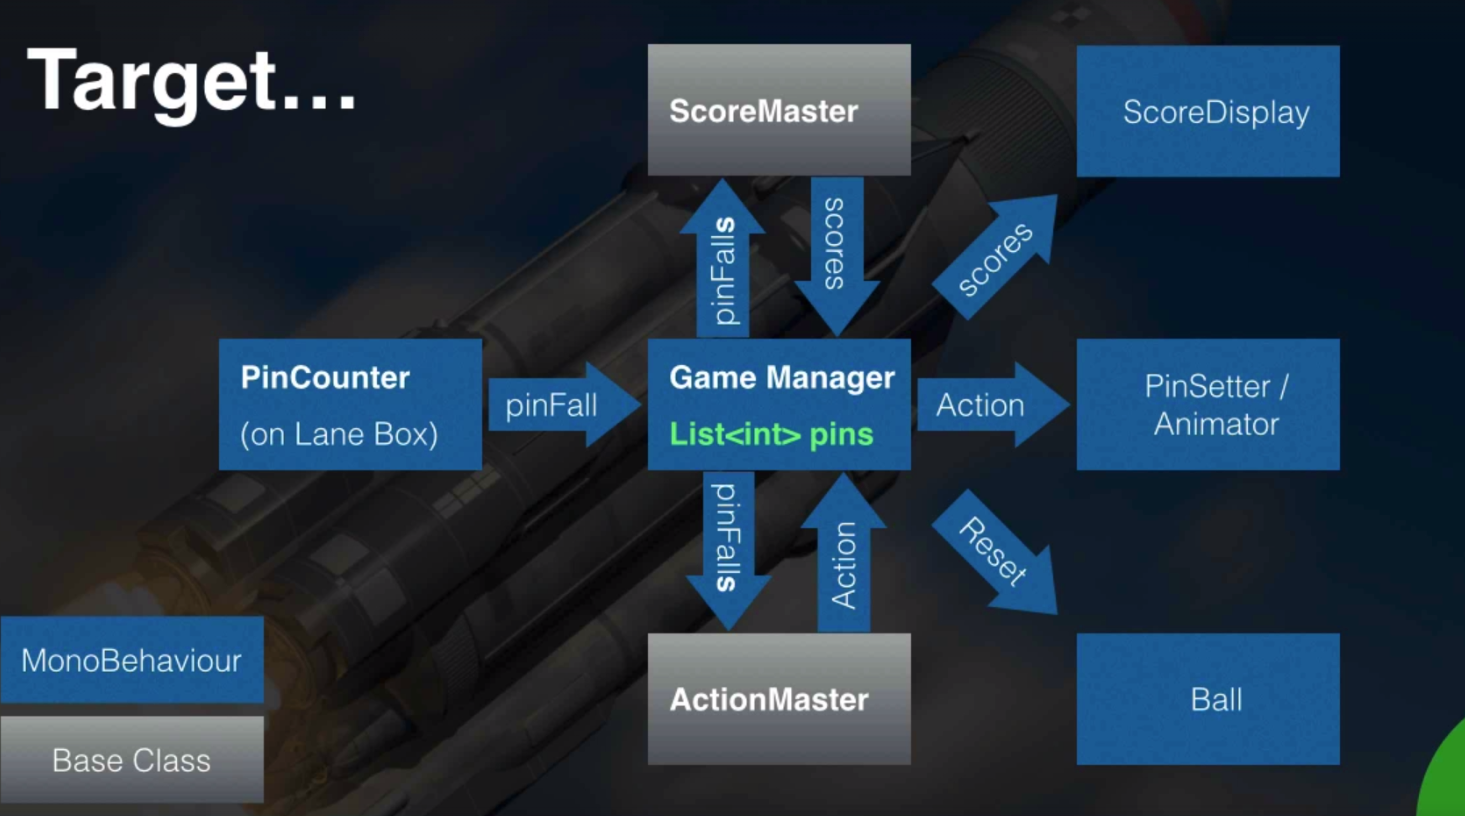 Target...
ScoreMaster
ScoreDisplay
pinFalls
scores
scores
PinCounter
(on Lane Box)
pinFall
Game Manager
List<int> pins
Action
PinSetter /
Animator
pinFalls
Action
Reset
MonoBehaviour
ActionMaster
Ball
Base Class